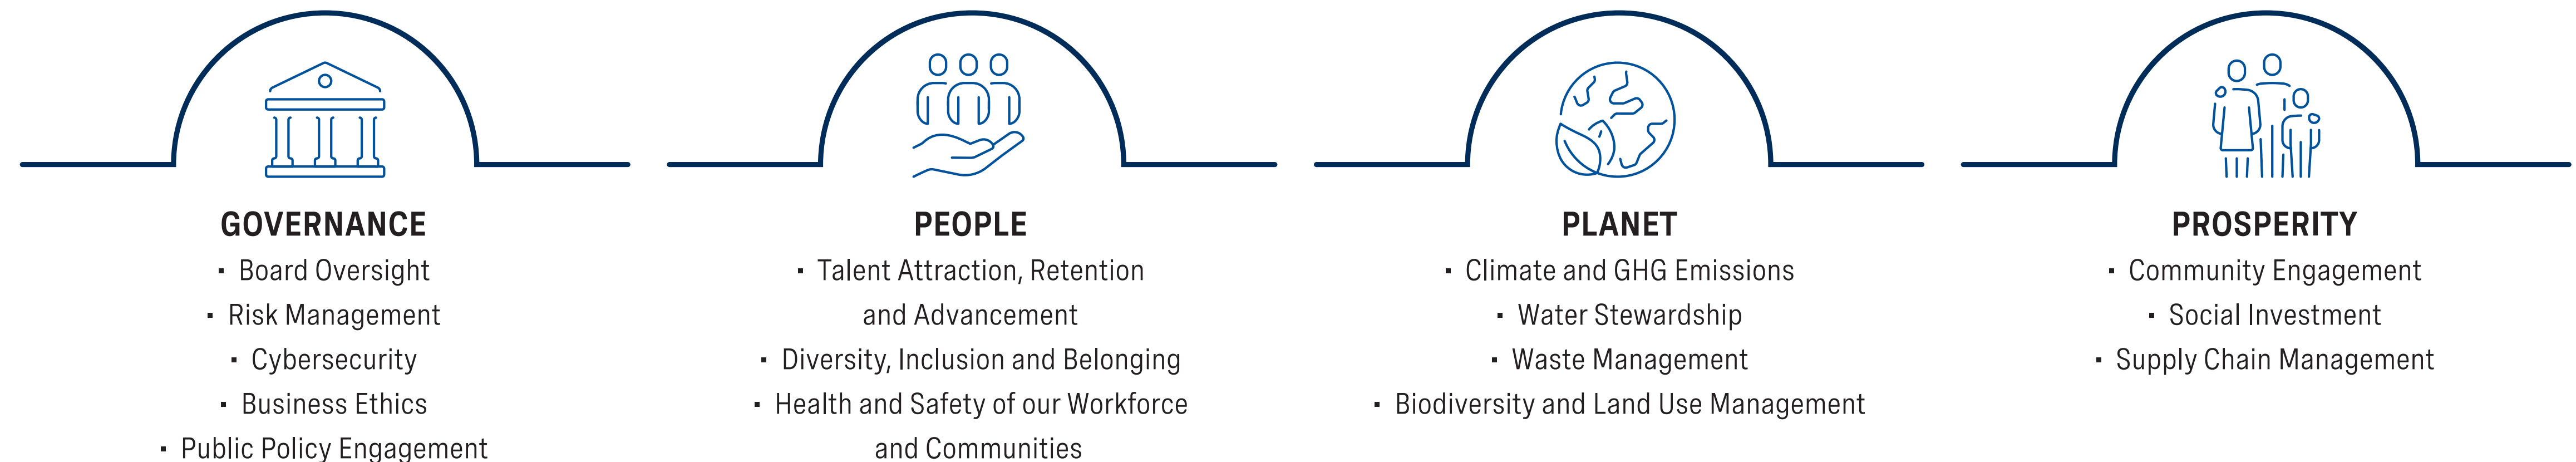 GOVERNANCE
▪ Board Oversight
▪ Risk Management
▪ Cybersecurity
▪ Business Ethics
▪ Public Policy Engagement
PEOPLE
▪ Talent Attraction, Retention
and Advancement
▪ Diversity, Inclusion and Belonging
▪ Health and Safety of our Workforce
and Communities
PLANET
▪ Climate and GHG Emissions
▪ Water Stewardship
▪ Waste Management
▪ Biodiversity and Land Use Management
PROSPERITY
▪ Community Engagement
▪ Social Investment
▪ Supply Chain Management